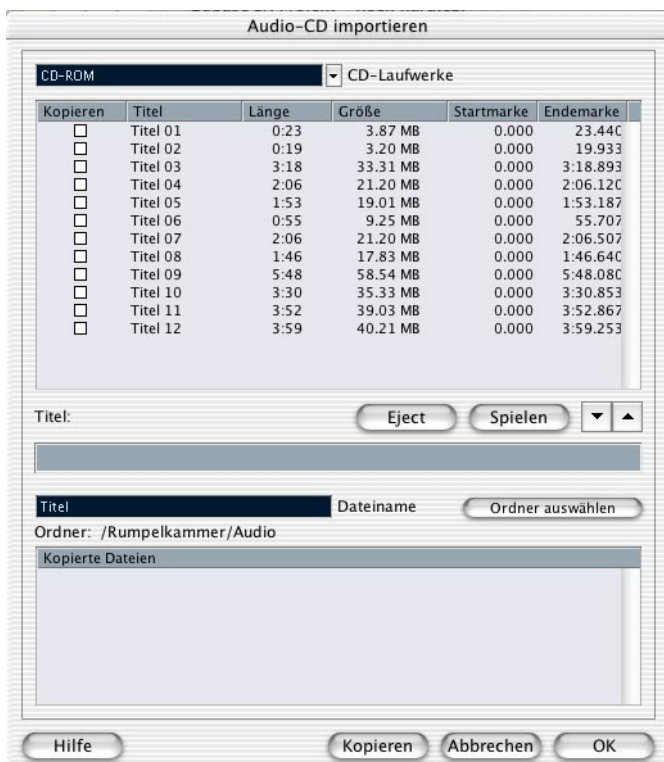 Audio-CD importieren
CD-ROM CD-Laufwerke
Kopieren Titel Länge Größe Startmarke Endemarke
Titel 01 0:23 3.87 MB 0.000 23.440
Titel 02 0:19 3.20 MB 0.000 19.933
Titel 03 3:18 33.31 MB 0.000 3:18.893
Titel 04 2:06 21.20 MB 0.000 2:06.120
Titel 05 1:53 19.01 MB 0.000 1:53.187
Titel 06 0:55 9.25 MB 0.000 55.707
Titel 07 2:06 21.20 MB 0.000 2:06.507
Titel 08 1:46 17.83 MB 0.000 1:46.640
Titel 09 5:48 58.54 MB 0.000 5:48.080
Titel 10 3:30 35.33 MB 0.000 3:30.853
Titel 11 3:52 39.03 MB 0.000 3:52.867
Titel 12 3:59 40.21 MB 0.000 3:59.253
Titel: Eject Spielen
Titel Dateiname Ordner auswählen
Ordner: /Rumpelkammer/Audio
Kopierte Dateien
Hilfe Kopieren Abbrechen OK